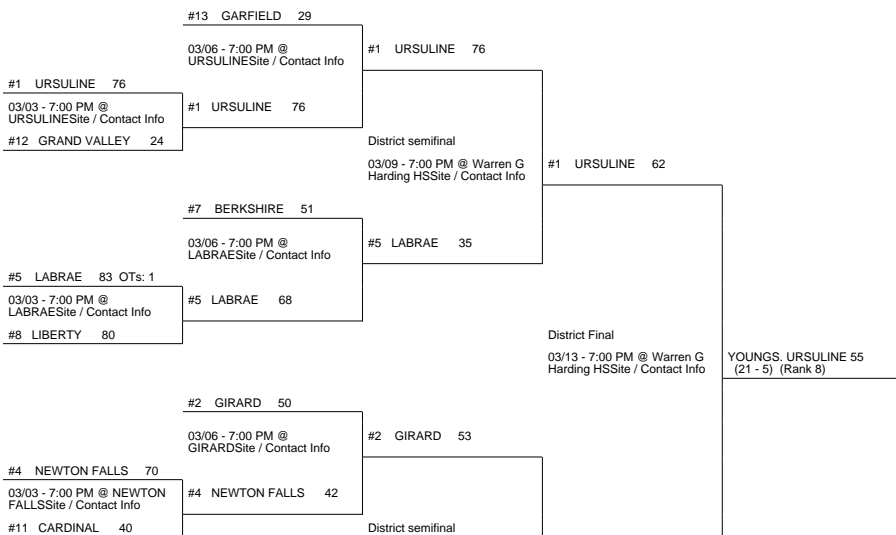 #13 GARFIELD 29
03/06 - 7:00 PM @
URSULINESite / Contact Info
#1 URSULINE 76
#1 URSULINE 76
03/03 - 7:00 PM @
URSULINESite / Contact Info
#1 URSULINE 76
#12 GRAND VALLEY 24
District semifinal
03/09 - 7:00 PM @ Warren G
Harding HSSite / Contact Info
#1 URSULINE 62
#7 BERKSHIRE 51
03/06 - 7:00 PM @
LABRAESite / Contact Info
#5 LABRAE 35
#5 LABRAE 83 OTs: 1
03/03 - 7:00 PM @
LABRAESite / Contact Info
#5 LABRAE 68
#8 LIBERTY 80
District Final
03/13 - 7:00 PM @ Warren G
Harding HSSite / Contact Info
YOUNGS. URSULINE 55
(21 - 5) (Rank 8)
#2 GIRARD 50
03/06 - 7:00 PM @
GIRARDSite / Contact Info
#2 GIRARD 53
#4 NEWTON FALLS 70
03/03 - 7:00 PM @ NEWTON
FALLSSite / Contact Info
#4 NEWTON FALLS 42
#11 CARDINAL 40
District semifinal